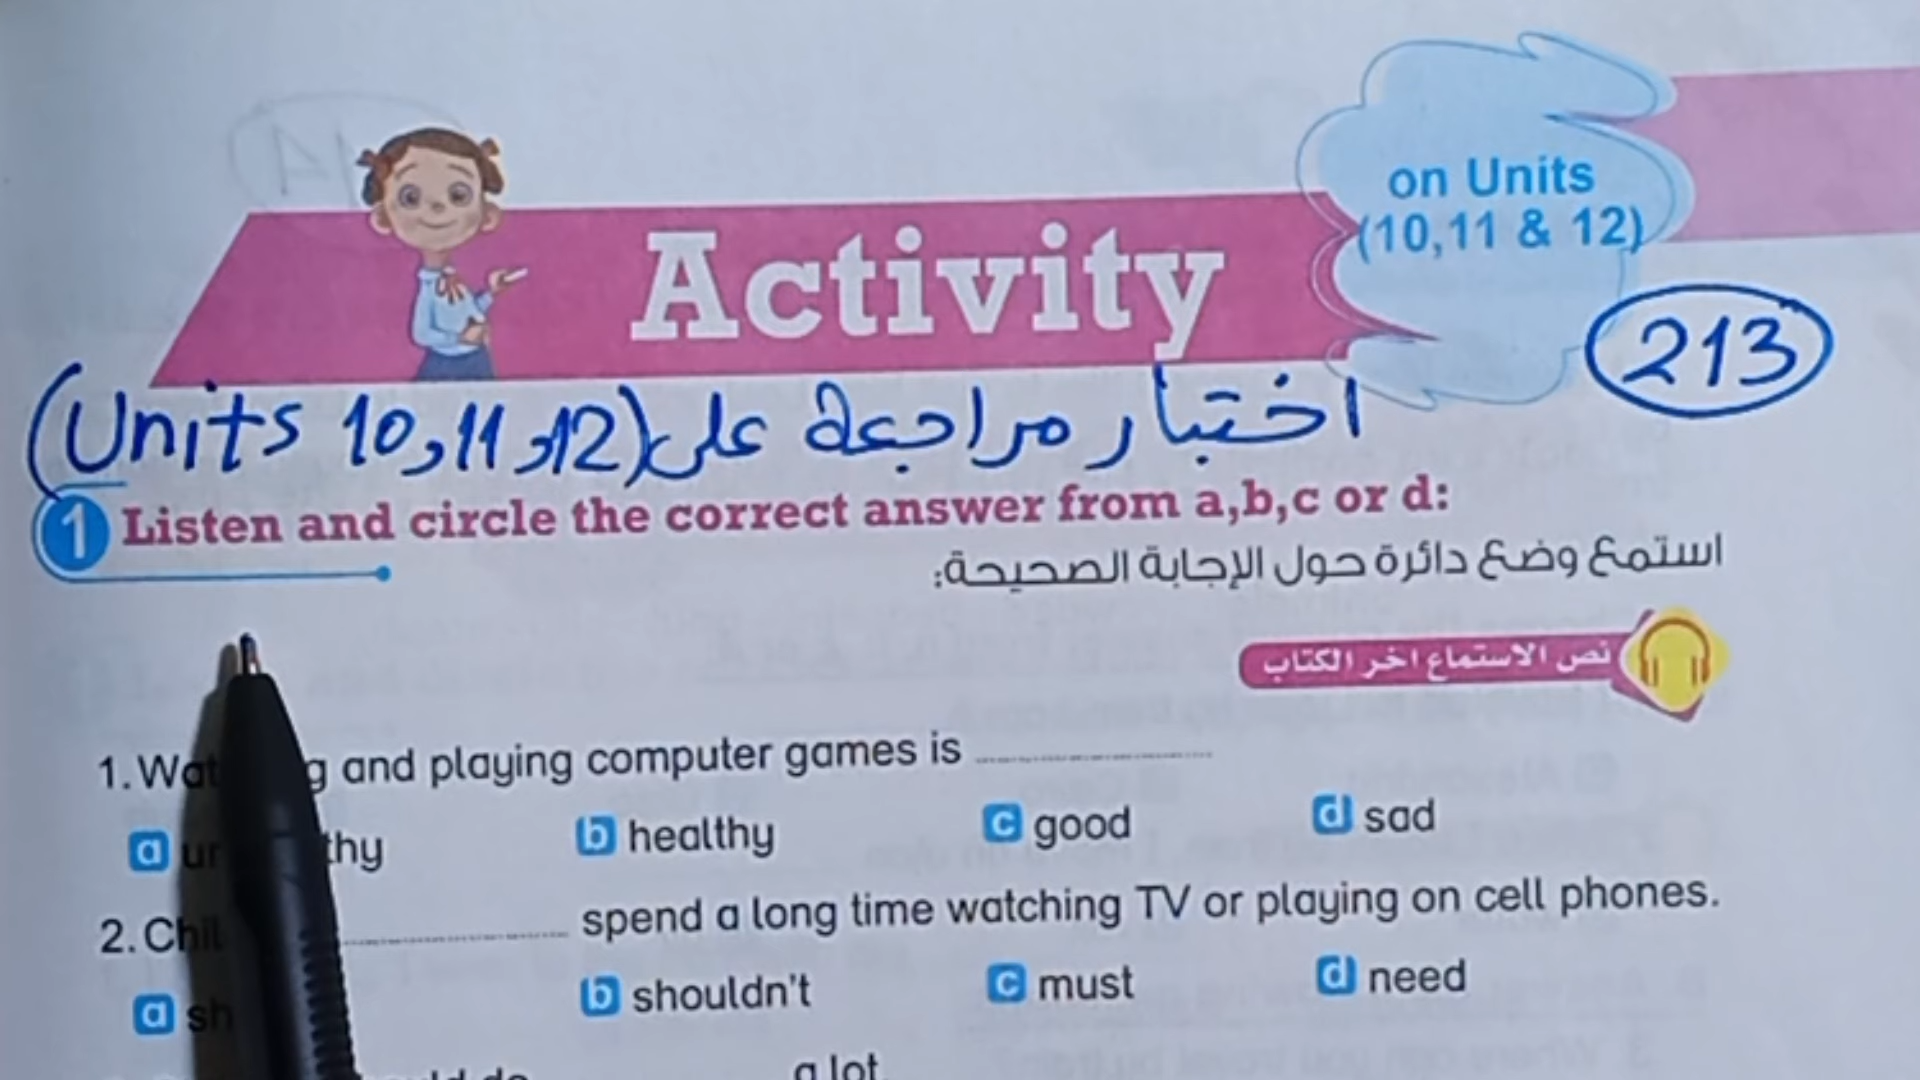 on Units
(10,11 & 12)
Activity
213
اختبار مراجعة على (Units 10, 11, 12)
1 Listen and circle the correct answer from a,b,c or d:
استمع وضع دائرة حول الإجابة الصحيحة:
نص الاستماع اخر الكتاب
1. and playing computer games is
a b healthy c good d sad
2. spend a long time watching TV or playing on cell phones.
a b shouldn't c must d need
a lot